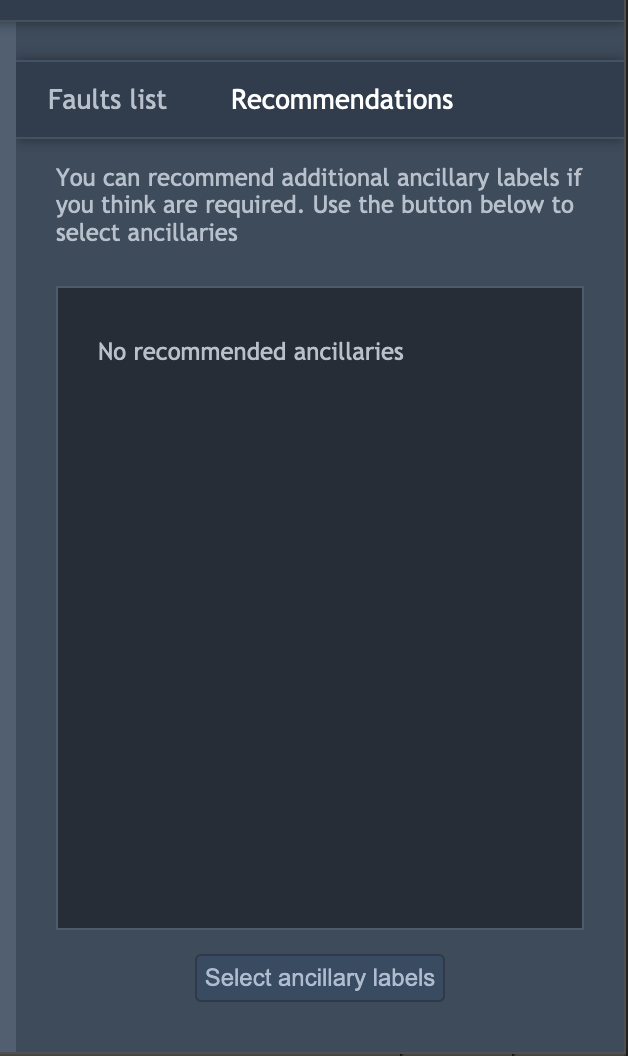 Faults list Recommendations
You can recommend additional ancillary labels if
you think are required. Use the button below to
select ancillaries
No recommended ancillaries
Select ancillary labels